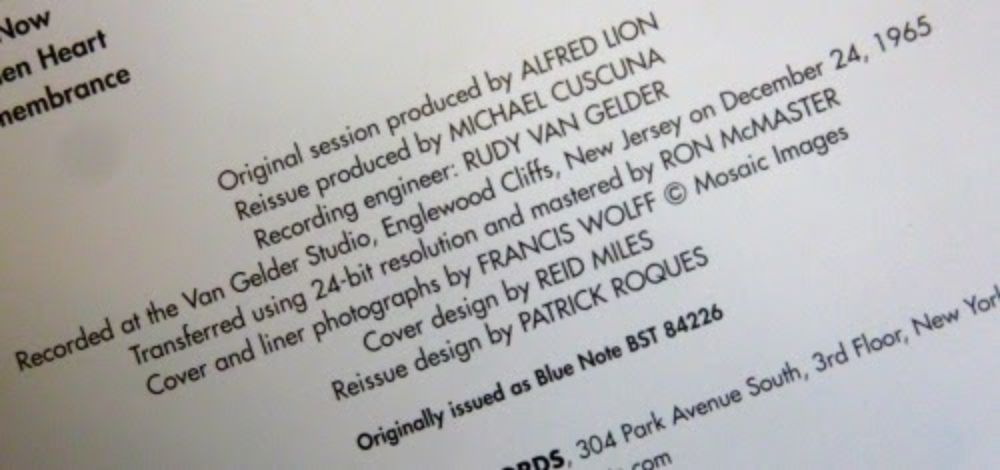 Now
en Heart
membrance
Original session produced by ALFRED LION
Reissue produced by MICHAEL CUSCUNA
Recording engineer: RUDY VAN GELDER
Recorded at the Van Gelder Studio, Englewood Cliffs, New Jersey on December 24, 1965
Transferred using 24-bit resolution and mastered by RON McMASTER
Cover and liner photographs by FRANCIS WOLFF © Mosaic Images
Cover design by REID MILES
Reissue design by PATRICK ROQUES
Originally issued as Blue Note BST 84226
ORDS, 304 Park Avenue South, 3rd Floor, New York
.com